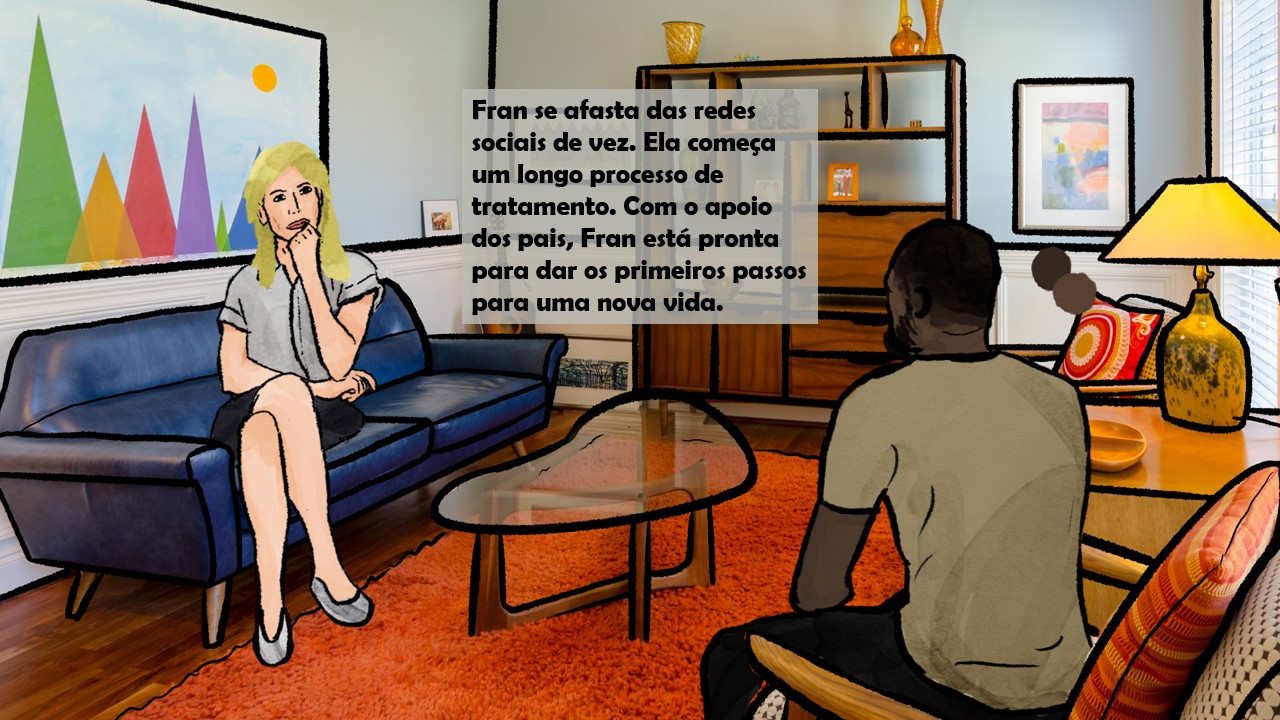 Fran se afasta das redes
sociais de vez. Ela começa
um longo processo de
tratamento. Com o apoio
dos pais, Fran está pronta
para dar os primeiros passos
para uma nova vida.